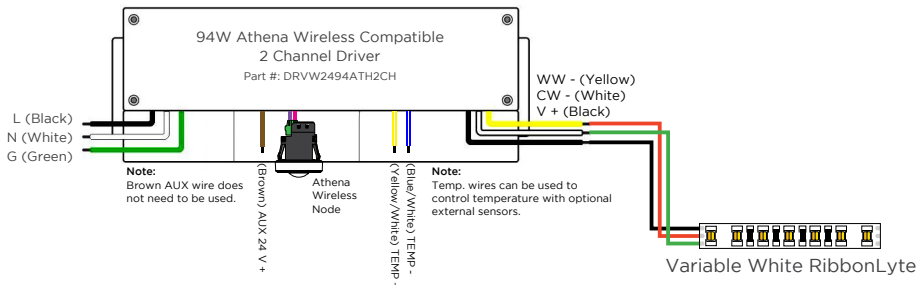 94W Athena Wireless Compatible
2 Channel Driver
Part #: DRVW2494ATH2CH
WW - (Yellow)
CW - (White)
V + (Black)
L (Black)
N (White)
G (Green)
Note:
Brown AUX wire does
not need to be used.
(Brown) AUX 24 V +
Athena
Wireless
Node
(Yellow/White) TEMP -
(Blue/White) TEMP -
Note:
Temp. wires can be used to
control temperature with optional
external sensors.
Variable White RibbonLyte